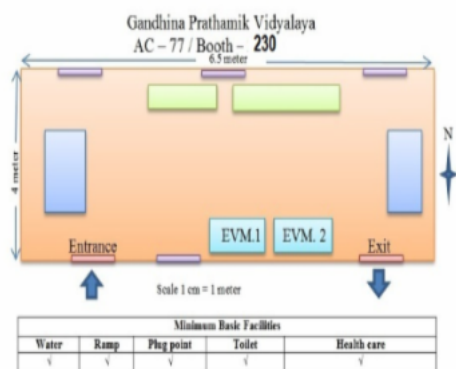 Gandhina Prathamik Vidyalaya
AC – 77 / Booth – 230
6.5 meter
4 meter
N
EVM.1 EVM. 2
Entrance Exit
Scale 1 cm = 1 meter
Minimum Basic Facilities
Water Ramp Plug point Toilet Health care
√ √ √ √ √